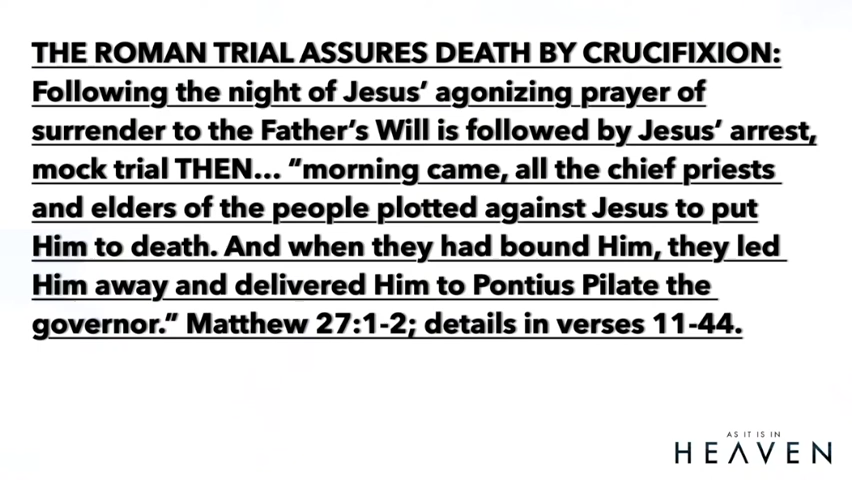 THE ROMAN TRIAL ASSURES DEATH BY CRUCIFIXION:
Following the night of Jesus’ agonizing prayer of
surrender to the Father’s Will is followed by Jesus’ arrest,
mock trial THEN… “morning came, all the chief priests
and elders of the people plotted against Jesus to put
Him to death. And when they had bound Him, they led
Him away and delivered Him to Pontius Pilate the
governor.” Matthew 27:1-2; details in verses 11-44.
AS IT IS IN
HEAVEN